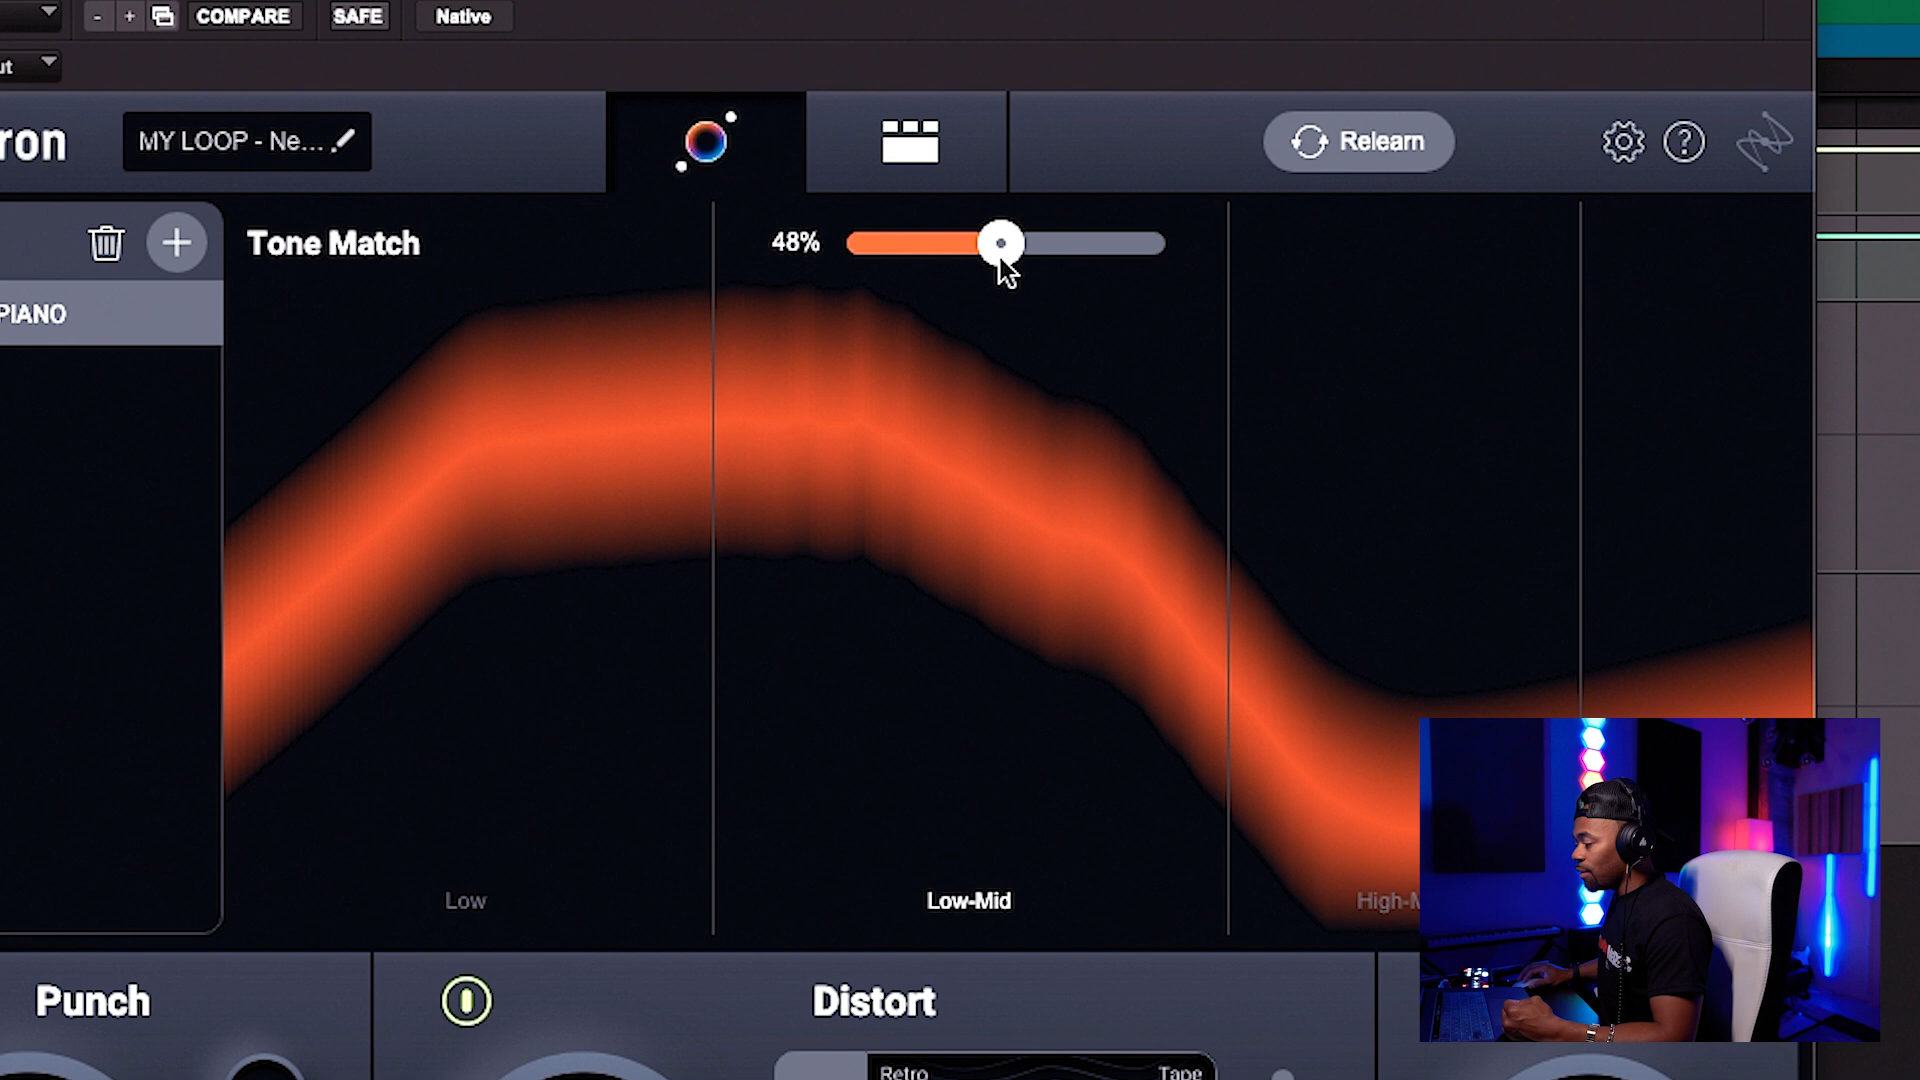 - + COMPARE SAFE Native
ut
ron MY LOOP - Ne... Relearn
Tone Match 48%
PIANO
Low Low-Mid High-M
Punch Distort
Retro Tape